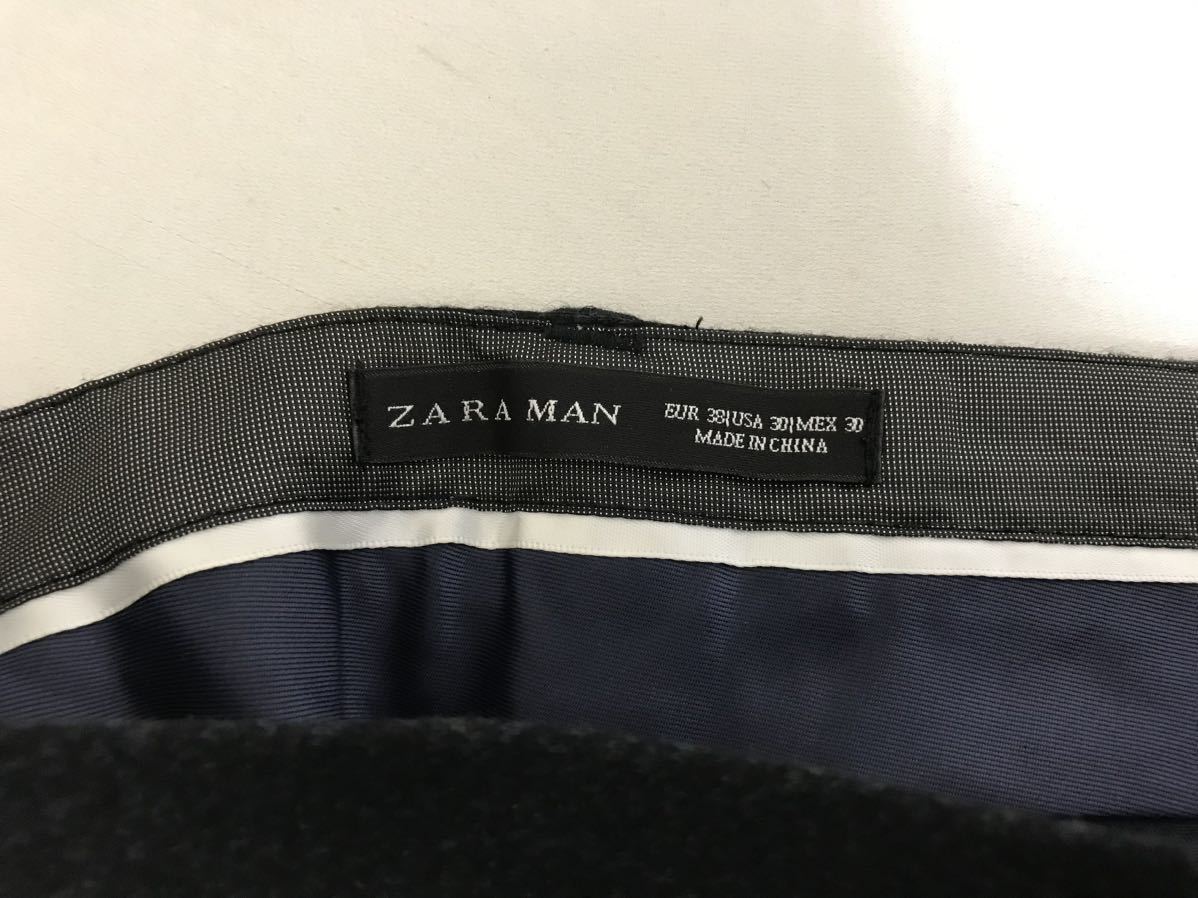 ZARA MAN
EUR 38|USA 30|MEX 30
MADE IN CHINA